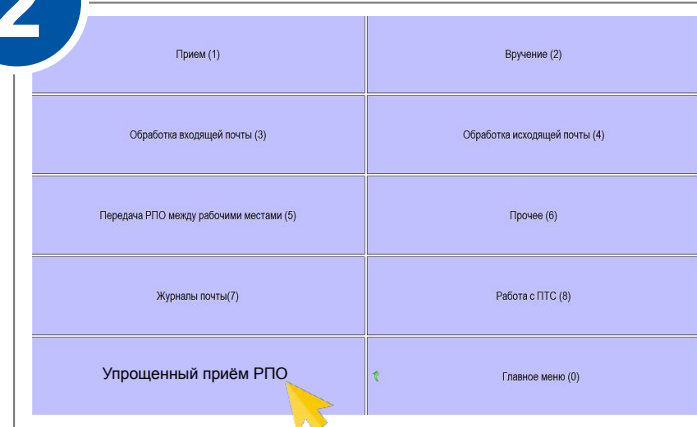 2
Прием (1)
Вручение (2)
Обработка входящей почты (3)
Обработка исходящей почты (4)
Передача РПО между рабочими местами (5)
Прочее (6)
Журналы почты(7)
Работа с ПТС (8)
Упрощенный приём РПО
Главное меню (0)